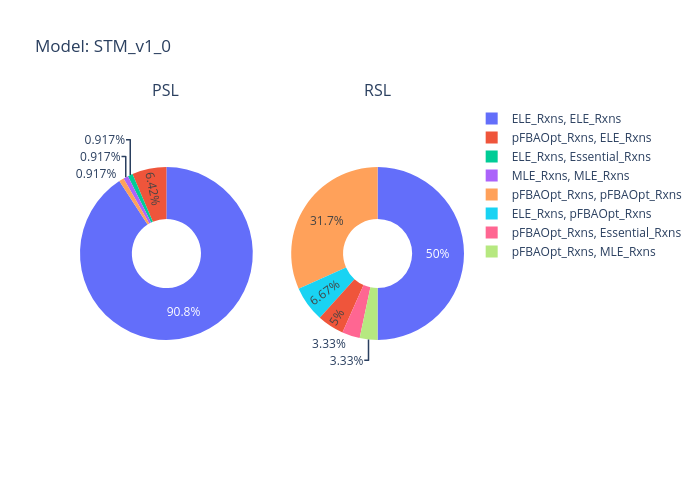 Model: STM_v1_0
PSL
RSL
ELE_Rxns, ELE_Rxns
pFBAOpt_Rxns, ELE_Rxns
ELE_Rxns, Essential_Rxns
MLE_Rxns, MLE_Rxns
pFBAOpt_Rxns, pFBAOpt_Rxns
ELE_Rxns, pFBAOpt_Rxns
pFBAOpt_Rxns, Essential_Rxns
pFBAOpt_Rxns, MLE_Rxns
0.917%
0.917%
0.917%
6.42%
90.8%
31.7%
50%
6.67%
5%
3.33%
3.33%